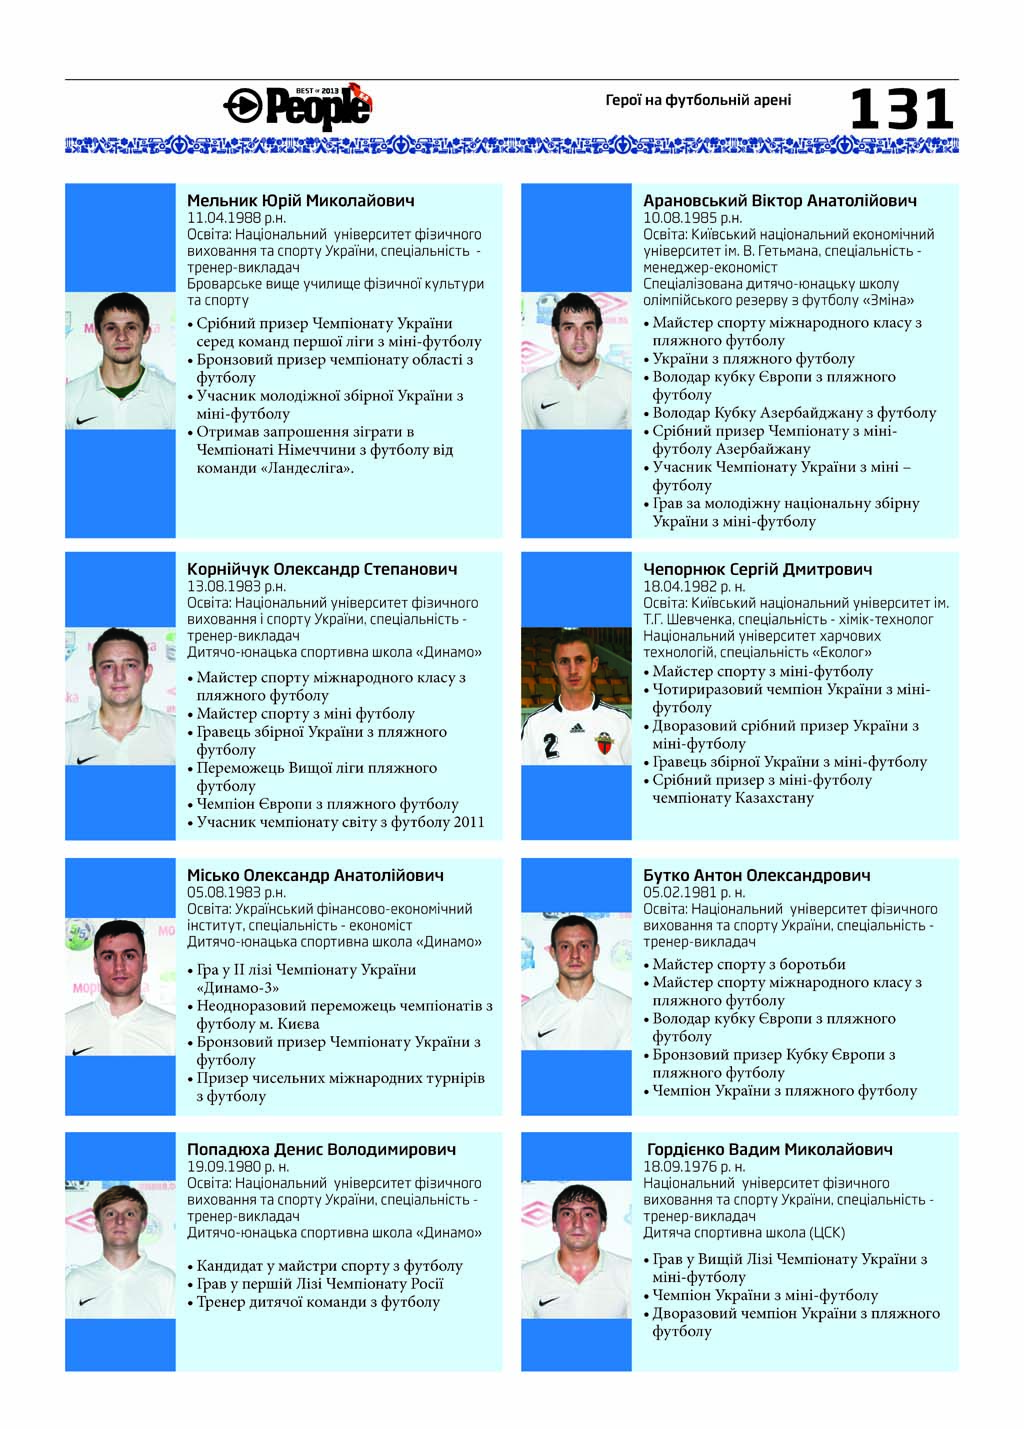 BEST OF 2013
People
Герої на футбольній арені
131
Мельник Юрій Миколайович
11.04.1988 р.н.
Освіта: Національний університет фізичного
виховання та спорту України, спеціальність -
тренер-викладач
Броварське вище училище фізичної культури
та спорту
• Срібний призер Чемпіонату України
серед команд першої ліги з міні-футболу
• Бронзовий призер чемпіонату області з
футболу
• Учасник молодіжної збірної України з
міні-футболу
• Отримав запрошення зіграти в
Чемпіонаті Німеччини з футболу від
команди «Ландесліга».
Арановський Віктор Анатолійович
10.08.1985 р.н.
Освіта: Київський національний економічний
університет ім. В. Гетьмана, спеціальність -
менеджер-економіст
Спеціалізована дитячо-юнацьку школу
олімпійського резерву з футболу «Зміна»
• Майстер спорту міжнародного класу з
пляжного футболу
• України з пляжного футболу
• Володар кубку Європи з пляжного
футболу
• Володар Кубку Азербайджану з футболу
• Срібний призер Чемпіонату з міні-
футболу Азербайжану
• Учасник Чемпіонату України з міні –
футболу
• Грав за молодіжну національну збірну
України з міні-футболу
Корнійчук Олександр Степанович
13.08.1983 р.н.
Освіта: Національний університет фізичного
виховання і спорту України, спеціальність -
тренер-викладач
Дитячо-юнацька спортивна школа «Динамо»
• Майстер спорту міжнародного класу з
пляжного футболу
• Майстер спорту з міні футболу
• Гравець збірної України з пляжного
футболу
• Переможець Вищої ліги пляжного
футболу
• Чемпіон Європи з пляжного футболу
• Учасник чемпіонату світу з футболу 2011
Чепорнюк Сергій Дмитрович
18.04.1982 р. н.
Освіта: Київський національний університет ім.
Т.Г. Шевченка, спеціальність - хімік-технолог
Національний університет харчових
технологій, спеціальність «Еколог»
• Майстер спорту з міні-футболу
• Чотириразовий чемпіон України з міні-
футболу
• Дворазовий срібний призер України з
міні-футболу
• Гравець збірної України з міні-футболу
• Срібний призер з міні-футболу
чемпіонату Казахстану
2
Місько Олександр Анатолійович
05.08.1983 р.н.
Освіта: Український фінансово-економічний
інститут, спеціальність - економіст
Дитячо-юнацька спортивна школа «Динамо»
• Гра у ІІ лізі Чемпіонату України
«Динамо-3»
• Неодноразовий переможець чемпіонатів з
футболу м. Києва
• Бронзовий призер Чемпіонату України з
футболу
• Призер чисельних міжнародних турнірів
з футболу
Бутко Антон Олександрович
05.02.1981 р. н.
Освіта: Національний університет фізичного
виховання та спорту України, спеціальність -
тренер-викладач
• Майстер спорту з боротьби
• Майстер спорту міжнародного класу з
пляжного футболу
• Володар кубку Європи з пляжного
футболу
• Бронзовий призер Кубку Європи з
пляжного футболу
• Чемпіон України з пляжного футболу
Попадюха Денис Володимирович
19.09.1980 р. н.
Освіта: Національний університет фізичного
виховання та спорту України, спеціальність -
тренер-викладач
Дитячо-юнацька спортивна школа «Динамо»
• Кандидат у майстри спорту з футболу
• Грав у першій Лізі Чемпіонату Росії
• Тренер дитячої команди з футболу
Гордієнко Вадим Миколайович
18.09.1976 р. н.
Національний університет фізичного
виховання та спорту України, спеціальність -
тренер-викладач
Дитяча спортивна школа (ЦСК)
• Грав у Вищій Лізі Чемпіонату України з
міні-футболу
• Чемпіон України з міні-футболу
• Дворазовий чемпіон України з пляжного
футболу